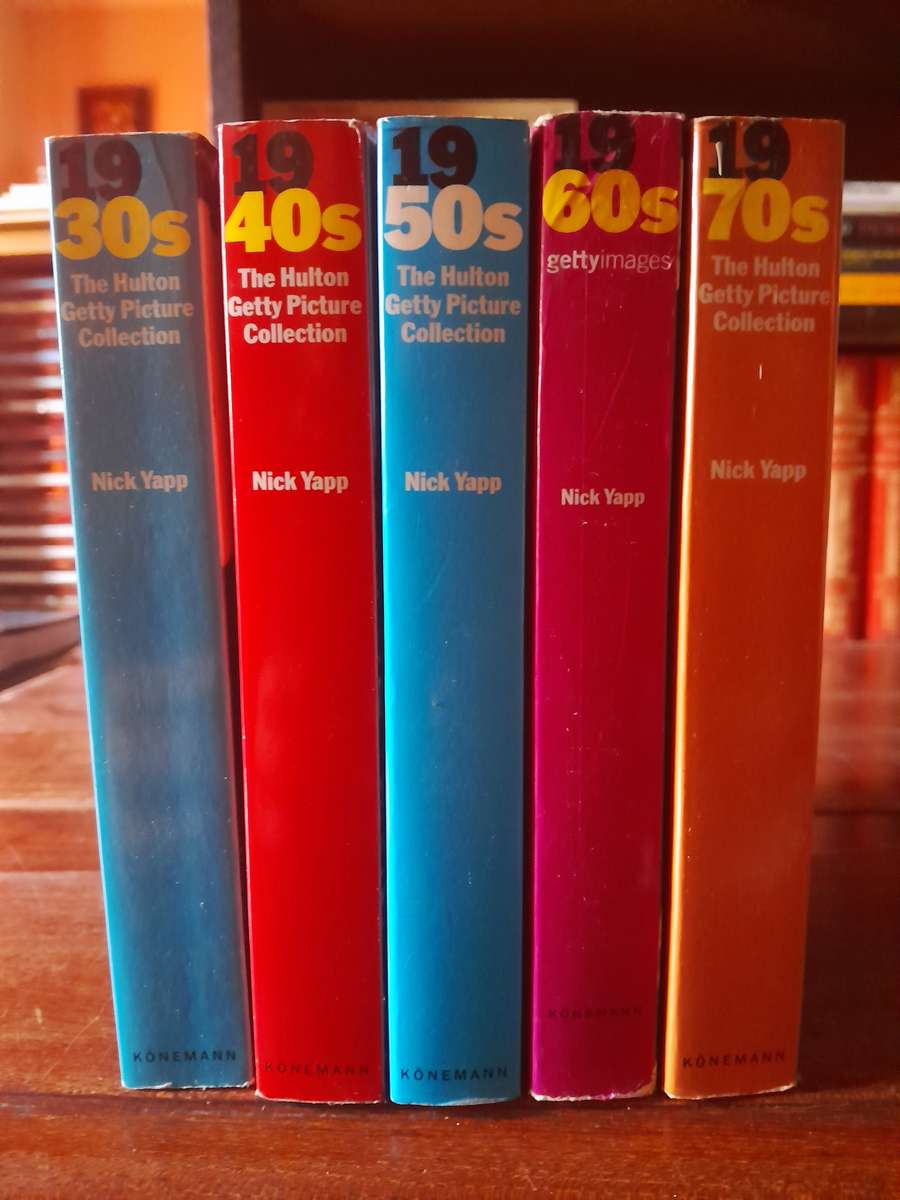 19
30s
The Hulton
Getty Picture
Collection
Nick Yapp
KÖNEMANN
19
40s
The Hulton
Getty Picture
Collection
Nick Yapp
KÖNEMANN
19
50s
The Hulton
Getty Picture
Collection
Nick Yapp
KÖNEMANN
19
60s
gettyimages
Nick Yapp
KÖNEMANN
19
70s
The Hulton
Getty Picture
Collection
Nick Yapp
KÖNEMANN